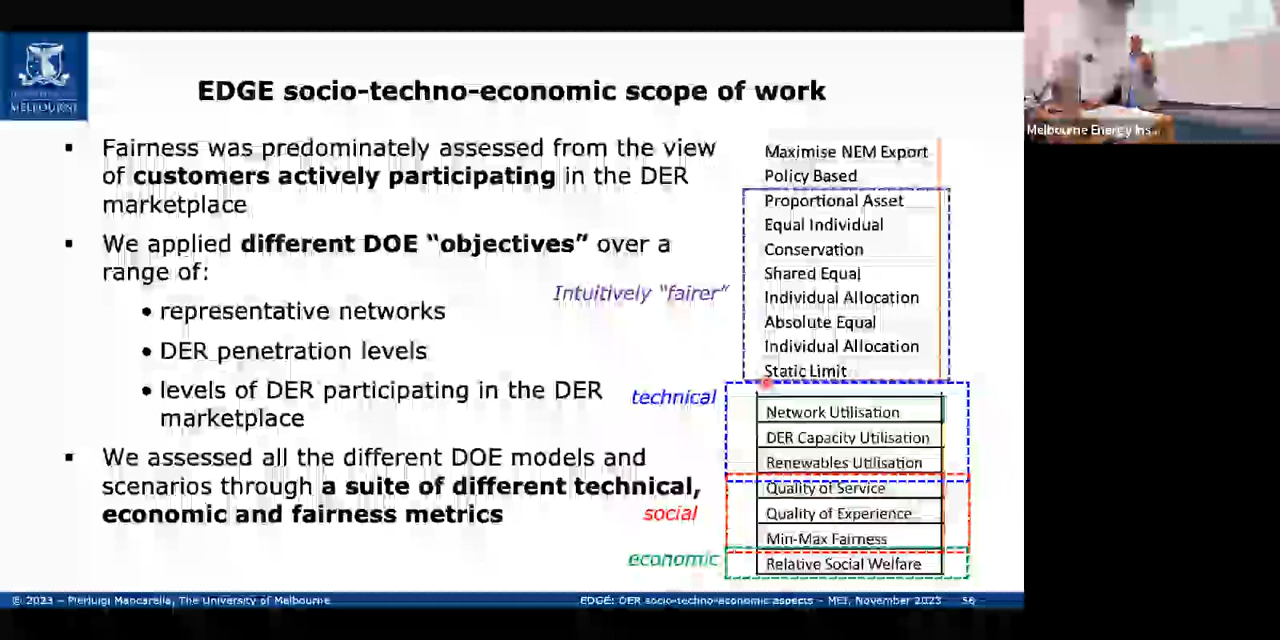 MELBOURNE
EDGE socio-techno-economic scope of work
▪ Fairness was predominately assessed from the view
of customers actively participating in the DER
marketplace
▪ We applied different DOE “objectives” over a
range of:
• representative networks
• DER penetration levels
• levels of DER participating in the DER
marketplace
▪ We assessed all the different DOE models and
scenarios through a suite of different technical,
economic and fairness metrics
Intuitively “fairer”
technical
social
economic
Maximise NEM Export
Policy Based
Proportional Asset
Equal Individual
Conservation
Shared Equal
Individual Allocation
Absolute Equal
Individual Allocation
Static Limit
Network Utilisation
DER Capacity Utilisation
Renewables Utilisation
Quality of Service
Quality of Experience
Min-Max Fairness
Relative Social Welfare
© 2023 – Pierluigi Mancarella, The University of Melbourne
EDGE: DER socio-techno-economic aspects – MEI, November 2023 56
Melbourne Energy Ins...